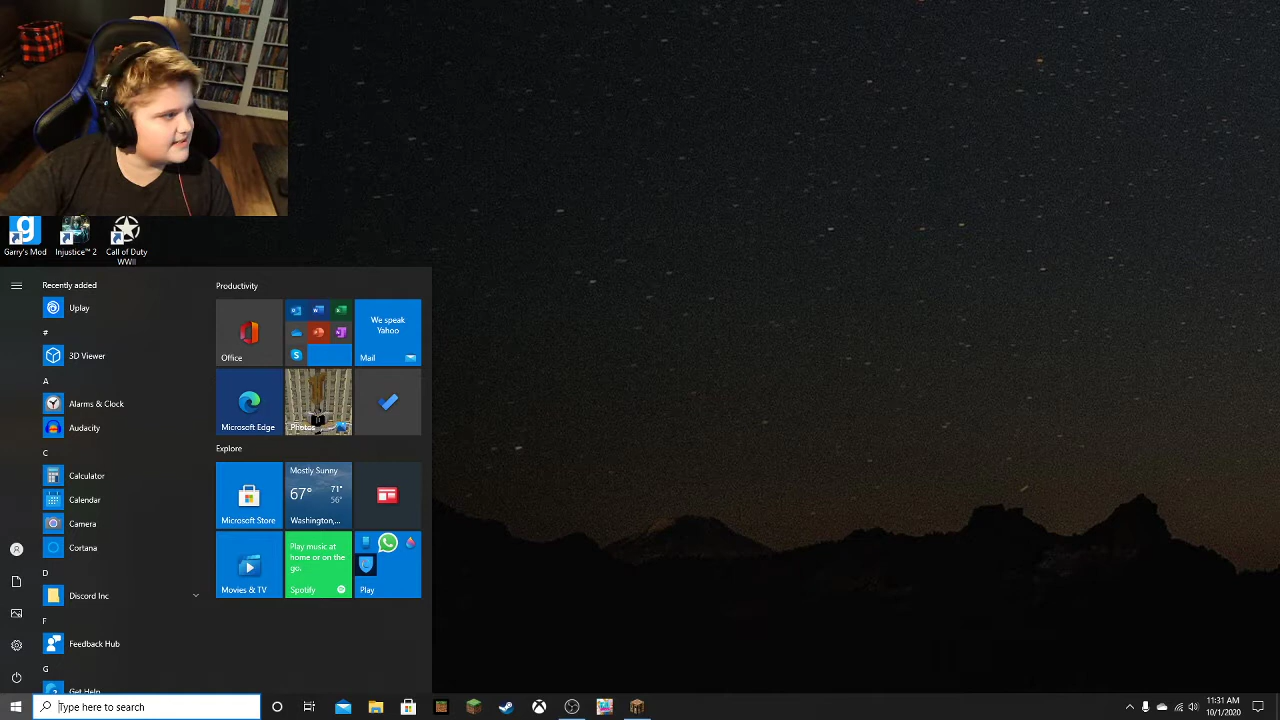 Garry's Mod
Injustice™ 2
Call of Duty
WWII
Recently added
Uplay
#
3D Viewer
A
Alarms & Clock
Audacity
C
Calculator
Calendar
Camera
Cortana
D
Discord Inc
F
Feedback Hub
G
Get Help
Productivity
Office
We speak
Yahoo
Mail
Microsoft Edge
Photos
Explore
Microsoft Store
Mostly Sunny
67°
71°
56°
Washington,...
Movies & TV
Play music at
home or on the
go.
Spotify
Play
Type here to search
11:31 AM
10/1/2020